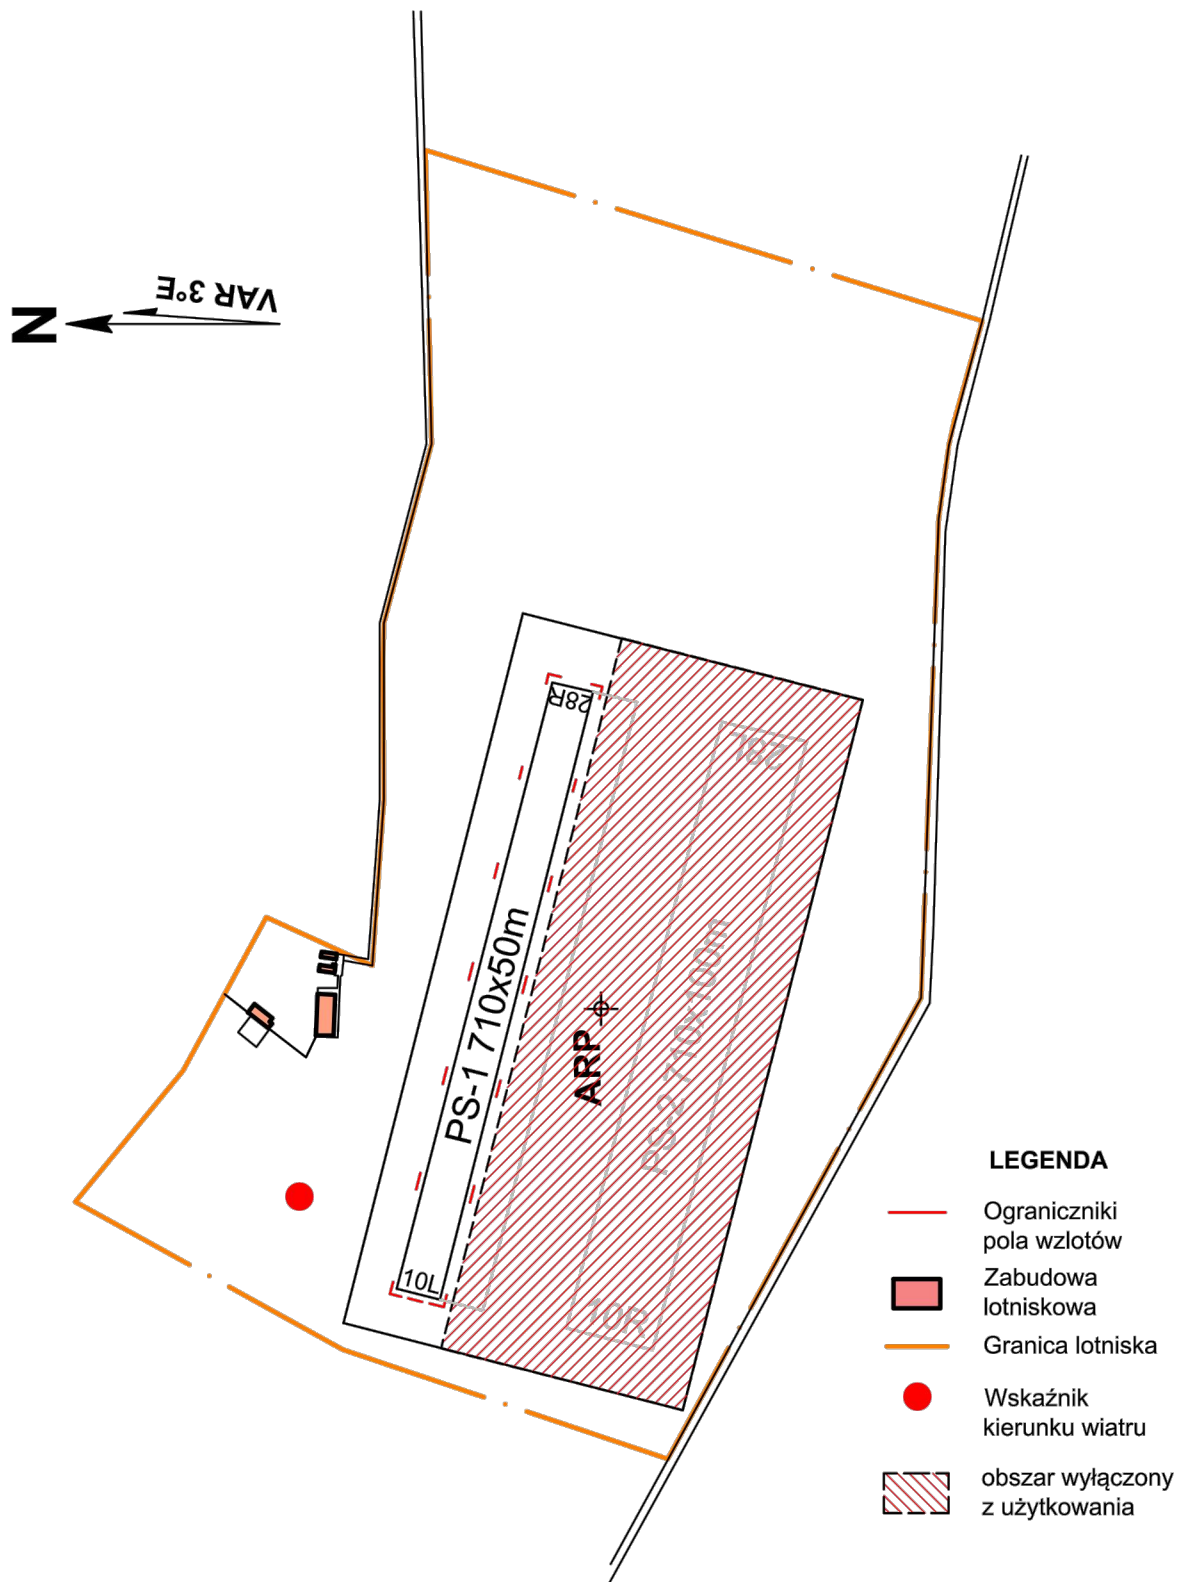 N
VAR 3°E
28R
28L
PS-1 710x50m
PS-2 710x100m
ARP
10L
10R
LEGENDA
Ograniczniki
pola wzlotów
Zabudowa
lotniskowa
Granica lotniska
Wskaźnik
kierunku wiatru
obszar wyłączony
z użytkowania